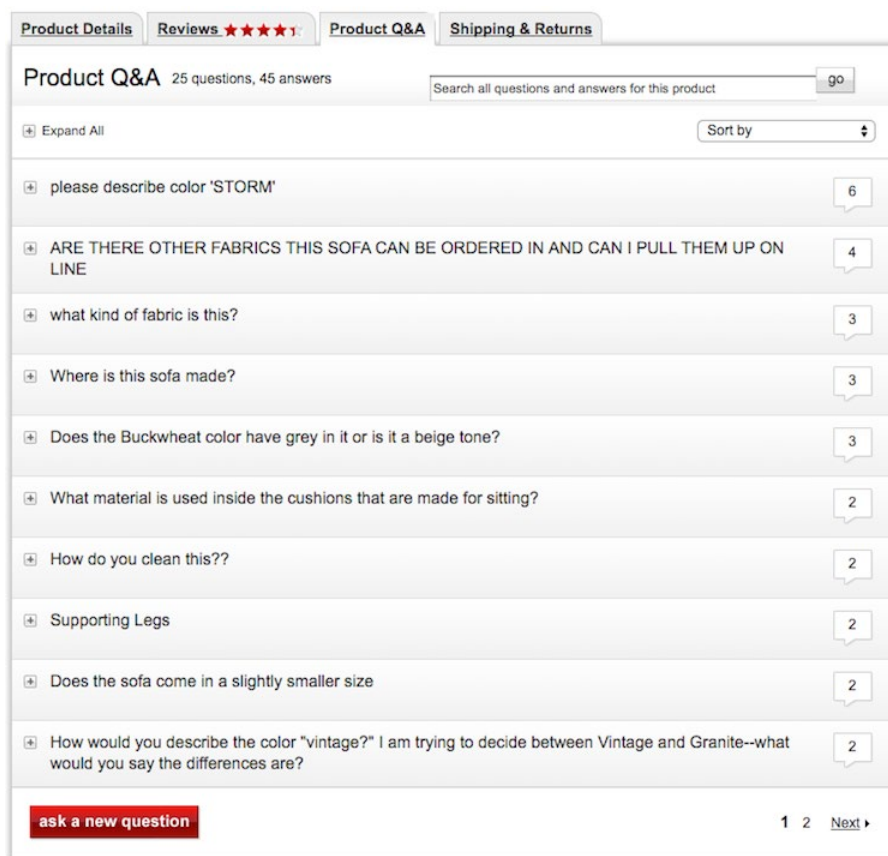 Product Details Reviews Product Q&A Shipping & Returns
Product Q&A 25 questions, 45 answers
Search all questions and answers for this product go
Expand All Sort by
please describe color 'STORM' 6
ARE THERE OTHER FABRICS THIS SOFA CAN BE ORDERED IN AND CAN I PULL THEM UP ON 4
LINE
what kind of fabric is this? 3
Where is this sofa made? 3
Does the Buckwheat color have grey in it or is it a beige tone? 3
What material is used inside the cushions that are made for sitting? 2
How do you clean this?? 2
Supporting Legs 2
Does the sofa come in a slightly smaller size 2
How would you describe the color "vintage?" I am trying to decide between Vintage and Granite--what 2
would you say the differences are?
ask a new question 1 2 Next